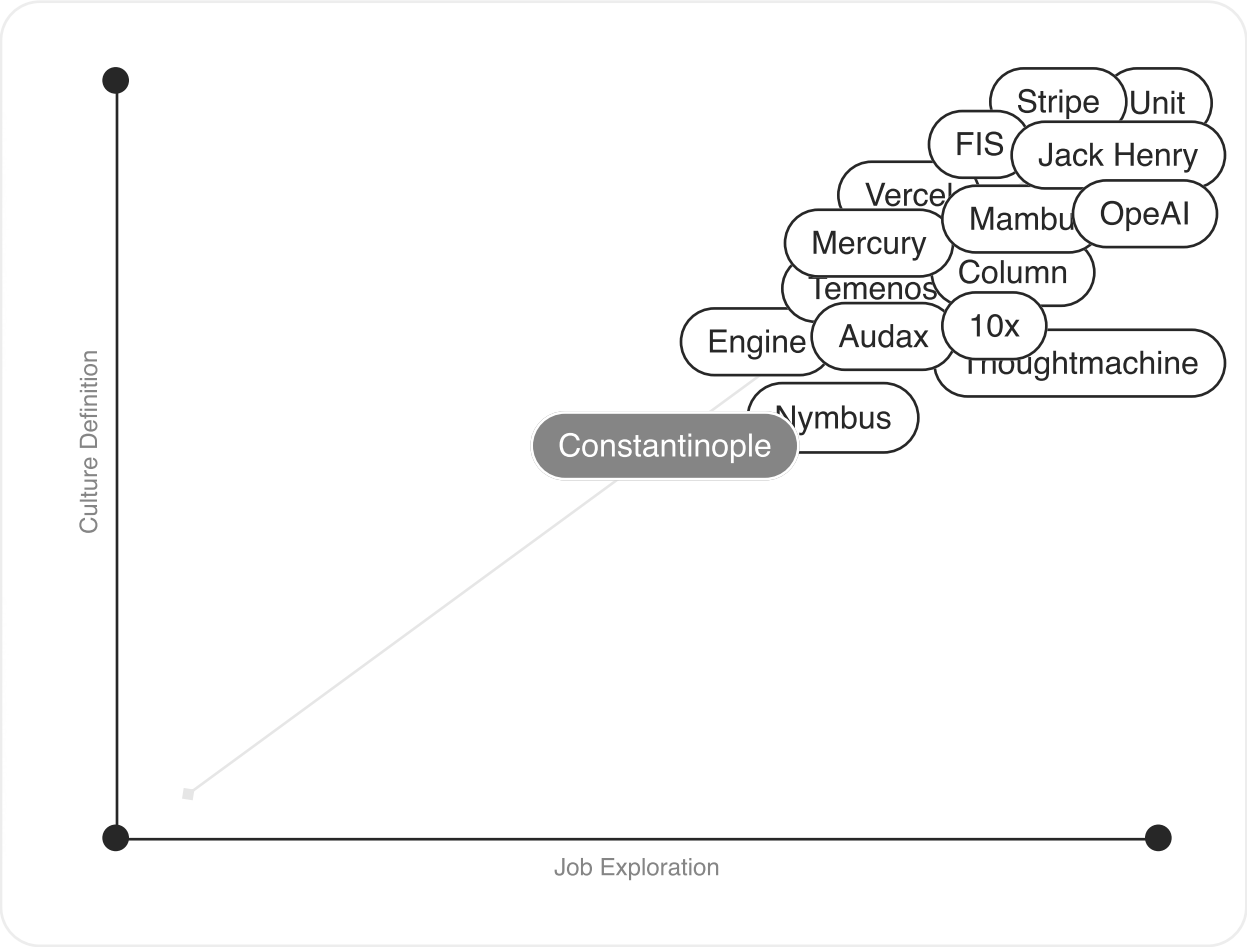 Stripe
Unit
FIS
Jack Henry
Vercel
Mambu
OpeAI
Mercury
Column
Temenos
10x
Engine
Audax
Thoughtmachine
Nymbus
Constantinople
Culture Definition
Job Exploration